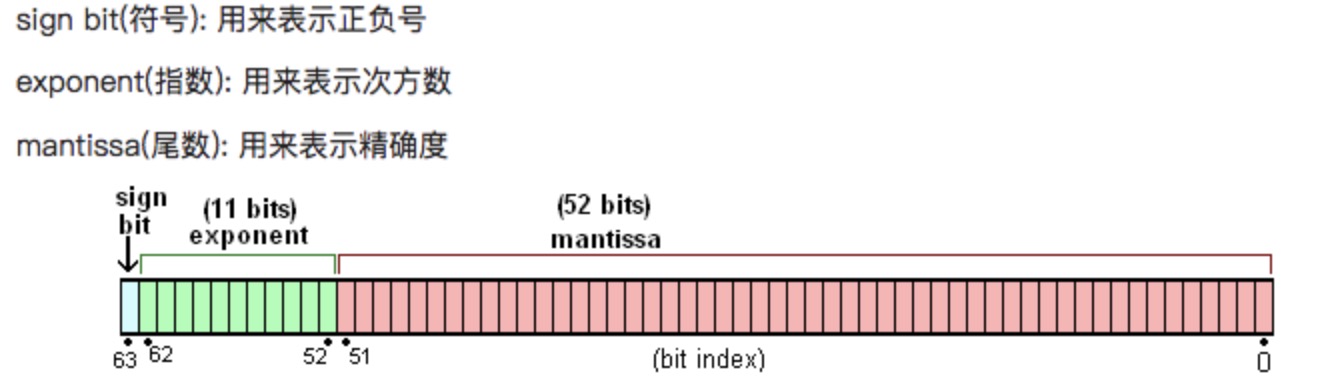 sign bit(符号): 用来表示正负号
exponent(指数): 用来表示次方数
mantissa(尾数): 用来表示精确度
sign
bit
(11 bits)
exponent
(52 bits)
mantissa
63 62 52 51 (bit index) 0